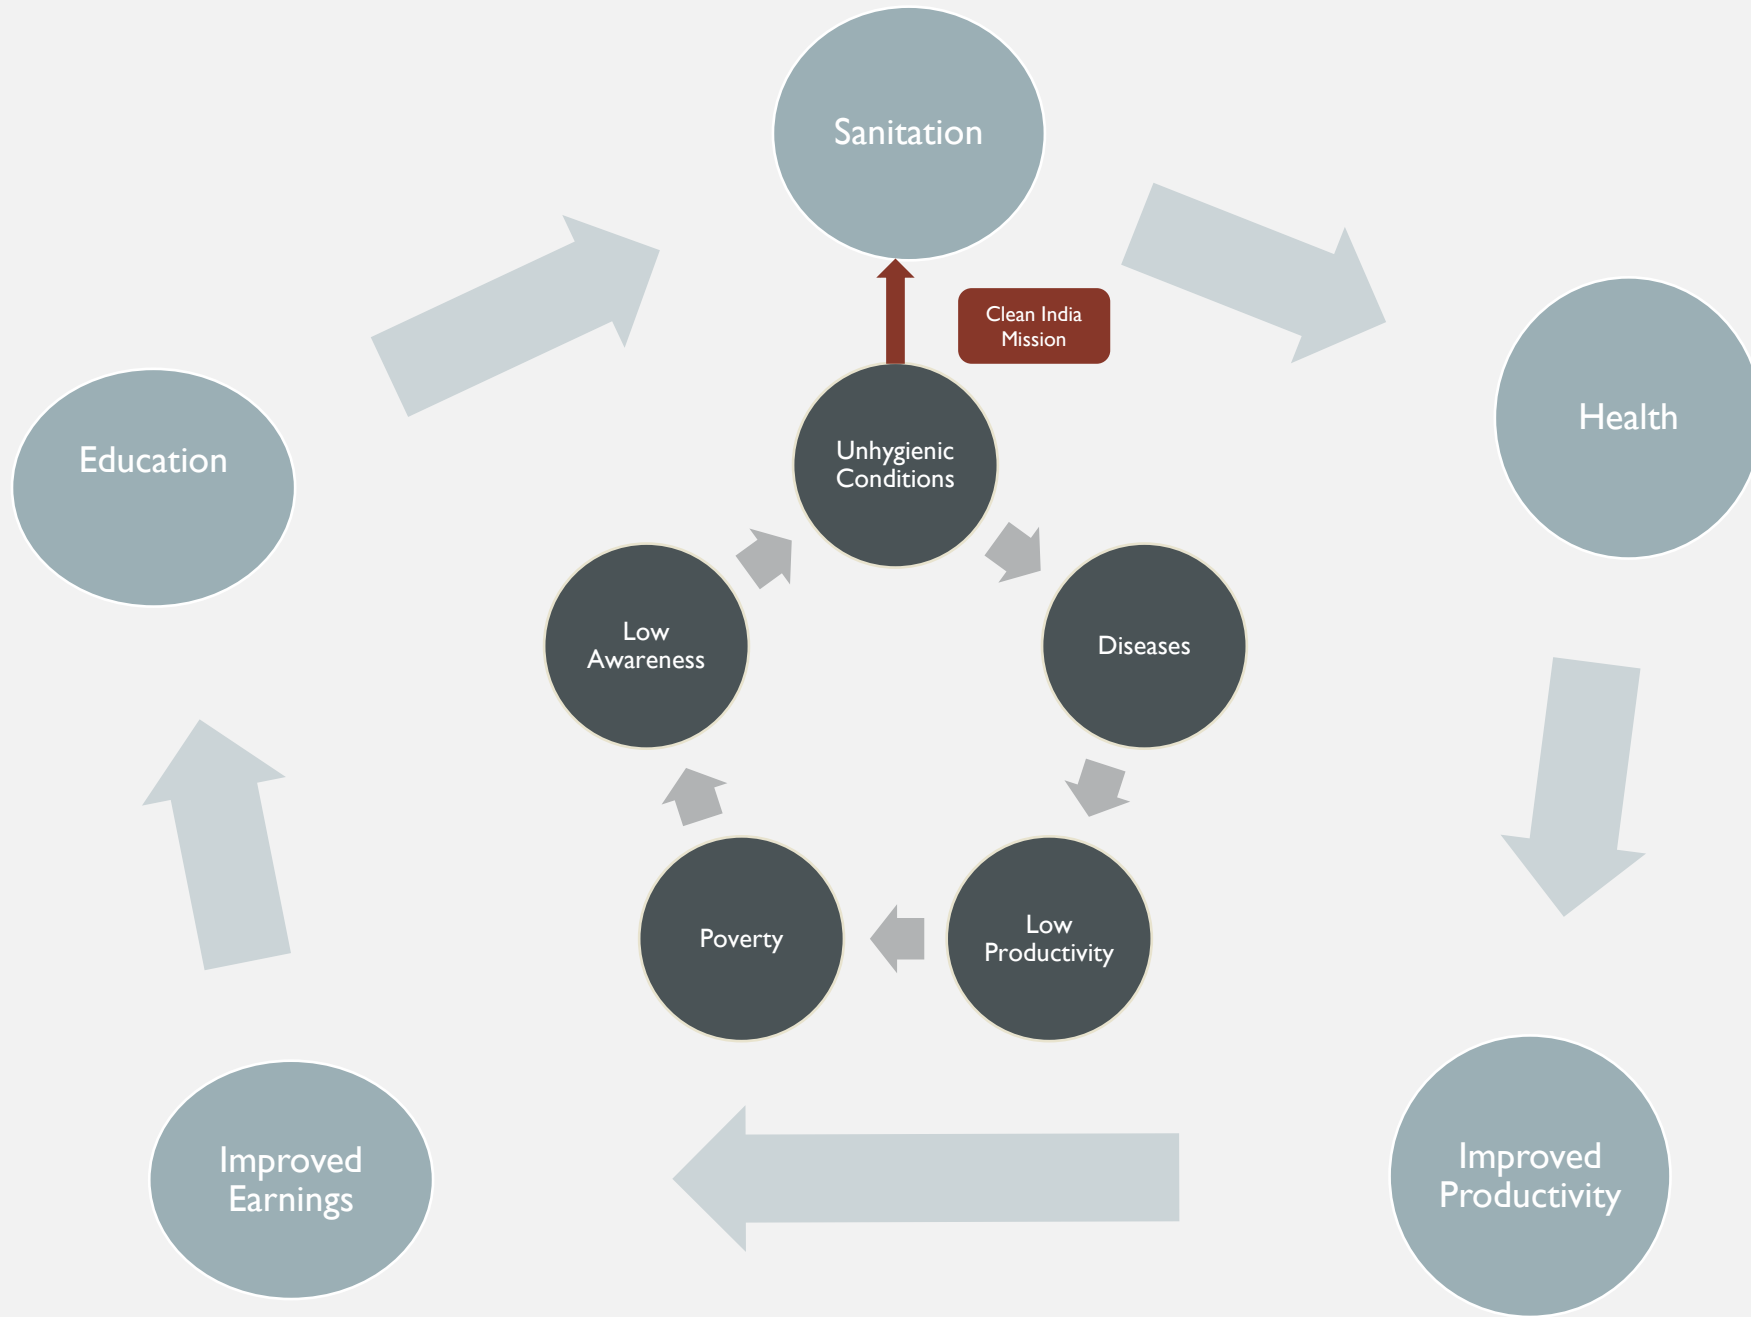 Sanitation
Clean India
Mission
Health
Education
Unhygienic
Conditions
Low
Awareness
Diseases
Poverty
Low
Productivity
Improved
Earnings
Improved
Productivity